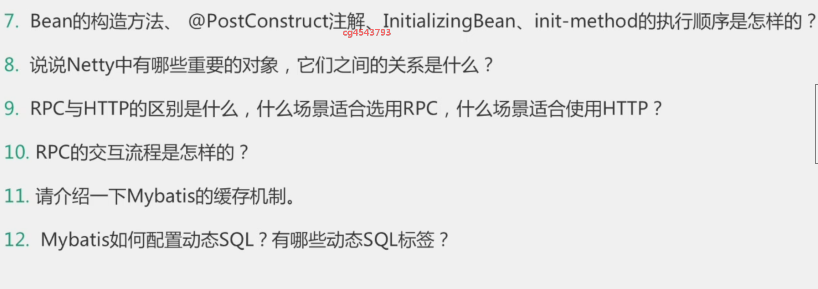 7. Bean的构造方法、 @PostConstruct注解、InitializingBean、init-method的执行顺序是怎样的？
cg4543793
8. 说说Netty中有哪些重要的对象，它们之间的关系是什么？
9. RPC与HTTP的区别是什么，什么场景适合选用RPC，什么场景适合使用HTTP？
10. RPC的交互流程是怎样的？
11. 请介绍一下Mybatis的缓存机制。
12. Mybatis如何配置动态SQL？有哪些动态SQL标签？